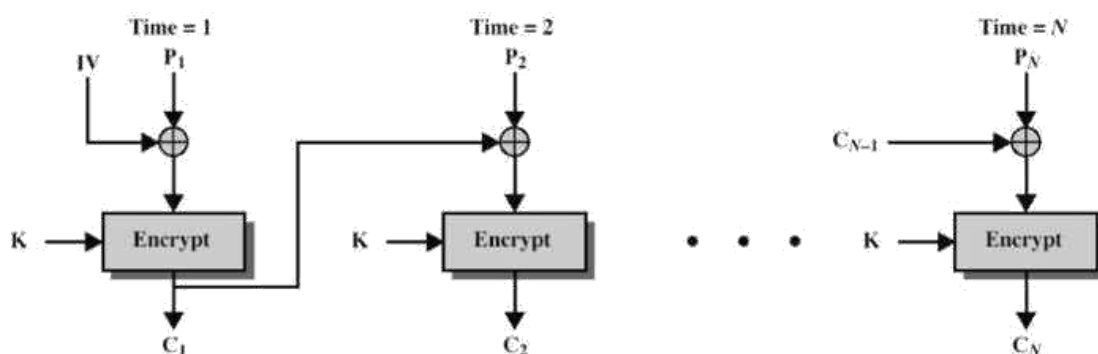 Time = 1
Time = 2
Time = N
IV
P1
P2
PN
CN−1
K
Encrypt
K
Encrypt
K
Encrypt
C1
C2
CN